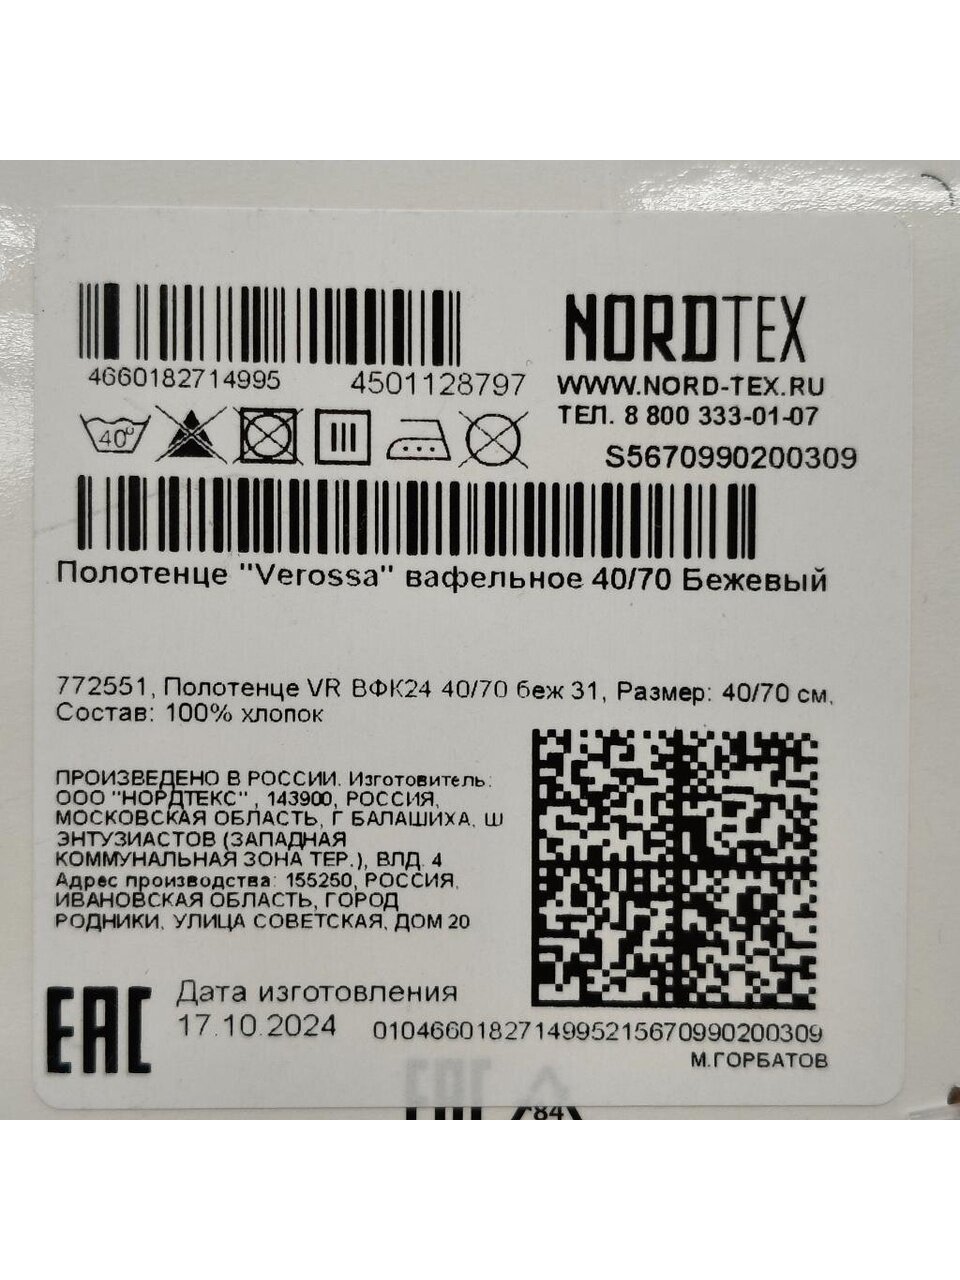 NORDTEX
4660182714995 4501128797 WWW.NORD-TEX.RU
40° ТЕЛ. 8 800 333-01-07
S5670990200309
Полотенце "Verossa" вафельное 40/70 Бежевый
772551, Полотенце VR ВФК24 40/70 беж 31, Размер: 40/70 см,
Состав: 100% хлопок
ПРОИЗВЕДЕНО В РОССИИ. Изготовитель:
ООО "НОРДТЕКС" , 143900, РОССИЯ,
МОСКОВСКАЯ ОБЛАСТЬ, Г БАЛАШИХА, Ш
ЭНТУЗИАСТОВ (ЗАПАДНАЯ
КОММУНАЛЬНАЯ ЗОНА ТЕР.), ВЛД. 4
Адрес производства: 155250, РОССИЯ,
ИВАНОВСКАЯ ОБЛАСТЬ, ГОРОД
РОДНИКИ, УЛИЦА СОВЕТСКАЯ, ДОМ 20
EAC Дата изготовления
17.10.2024 0104660182714995215670990200309
М.ГОРБАТОВ
EAC 84